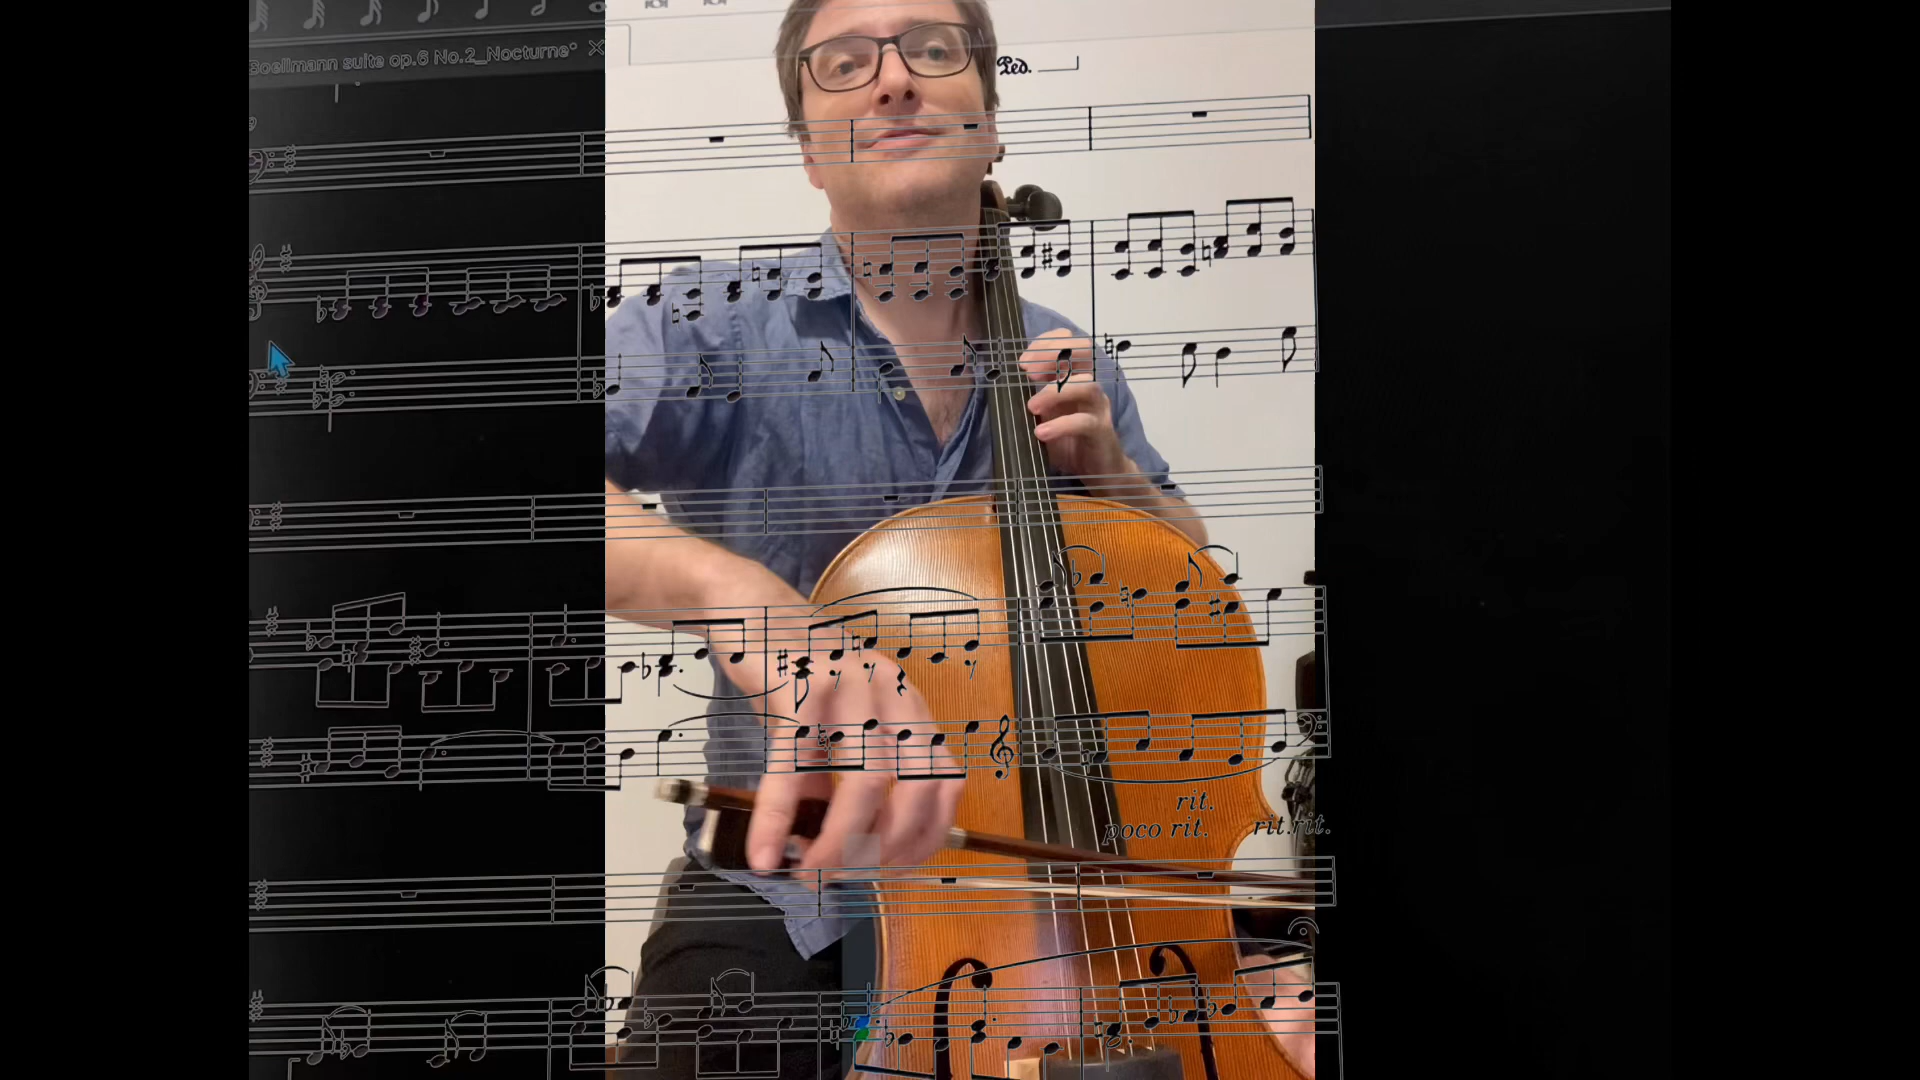 Boellmann suite op.6 No.2_Nocturne*
Ped.
rit.
poco rit.
rit.rit.